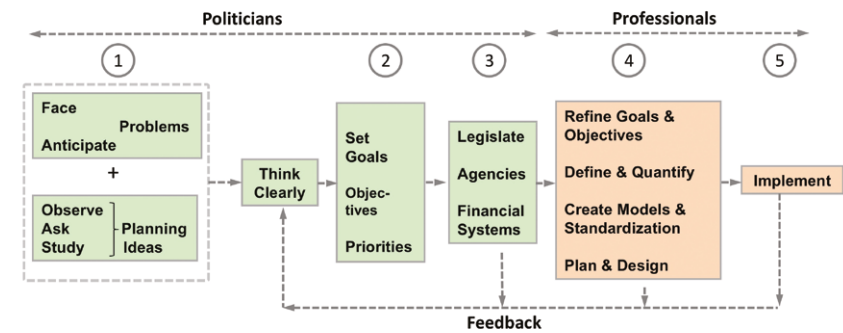 Politicians
Professionals
1
2
3
4
5
Face
Problems
Anticipate
+
Observe
Ask
Study
Planning
Ideas
Think
Clearly
Set
Goals
Objec-
tives
Priorities
Legislate
Agencies
Financial
Systems
Refine Goals &
Objectives
Define & Quantify
Create Models &
Standardization
Plan & Design
Implement
Feedback